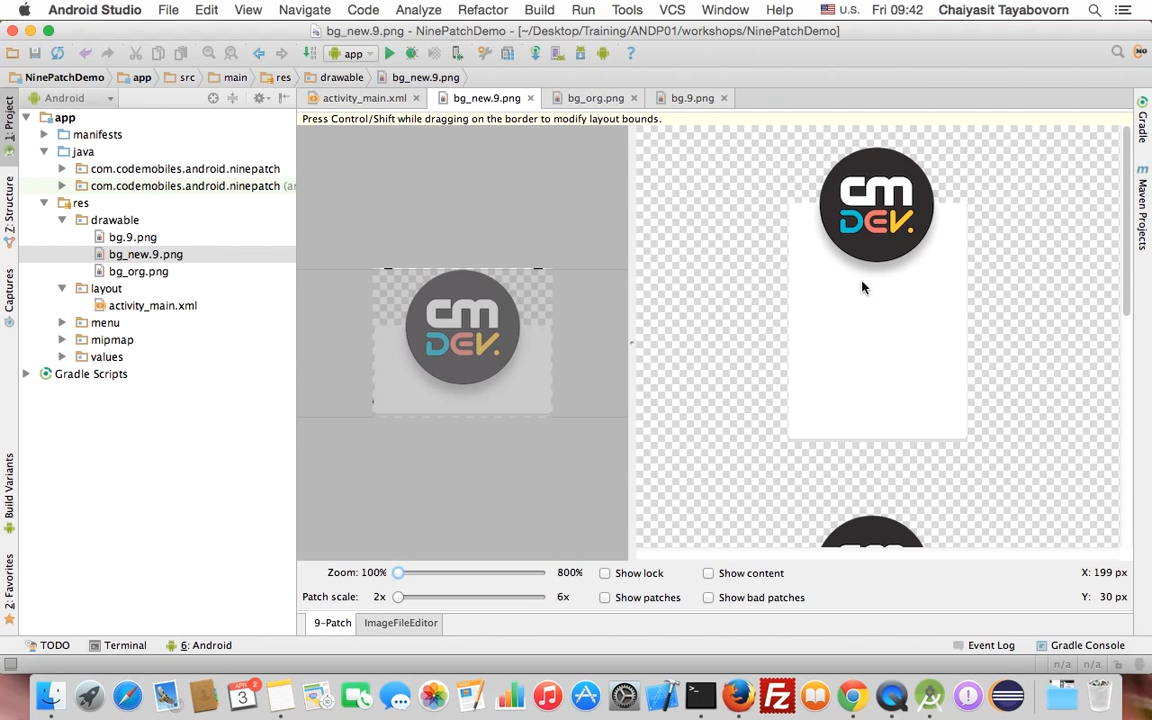 Android Studio File Edit View Navigate Code Analyze Refactor Build Run Tools VCS Window Help U.S. Fri 09:42 Chaiyasit Tayabovorn
bg_new.9.png - NinePatchDemo - [~/Desktop/Training/ANDP01/workshops/NinePatchDemo]
app
NinePatchDemo app src main res drawable bg_new.9.png
Android
activity_main.xml bg_new.9.png bg_org.png bg.9.png
Press Control/Shift while dragging on the border to modify layout bounds.
1: Project
Z: Structure
Captures
Build Variants
2: Favorites
app
manifests
java
com.codemobiles.android.ninepatch
com.codemobiles.android.ninepatch
res
drawable
bg.9.png
bg_new.9.png
bg_org.png
layout
activity_main.xml
menu
mipmap
values
Gradle Scripts
cm
DEV.
cm
DEV.
Gradle
Maven Projects
Zoom: 100% 800% Show lock Show content X: 199 px
Patch scale: 2x 6x Show patches Show bad patches Y: 30 px
9-Patch ImageFileEditor
TODO Terminal 6: Android Event Log Gradle Console
n/a n/a
APR 2
3